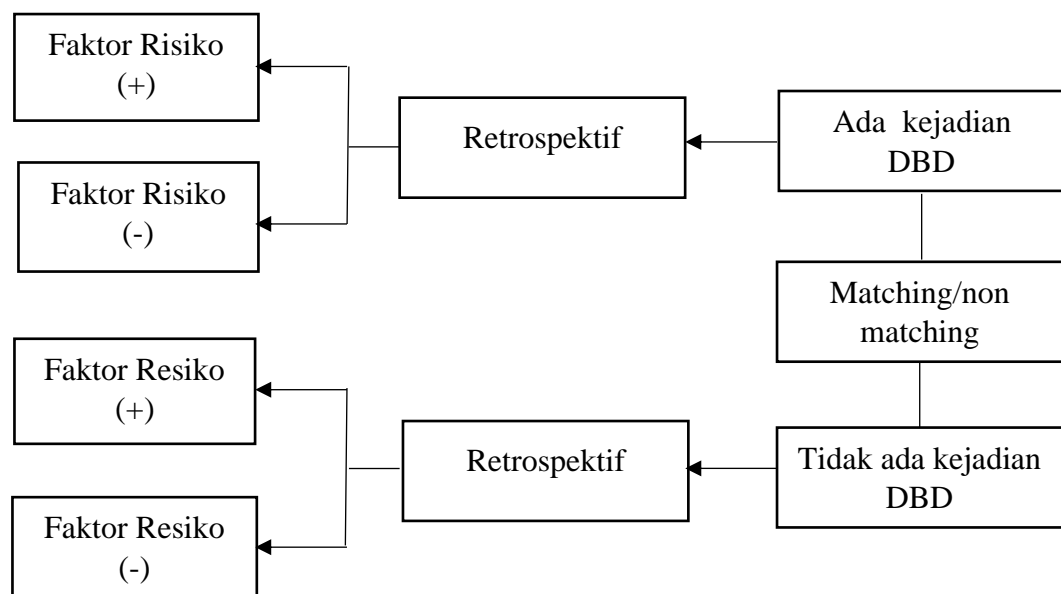 Faktor Risiko
(+)
Retrospektif
Ada kejadian
DBD
Faktor Risiko
(-)
Matching/non
matching
Faktor Resiko
(+)
Retrospektif
Tidak ada kejadian
DBD
Faktor Resiko
(-)